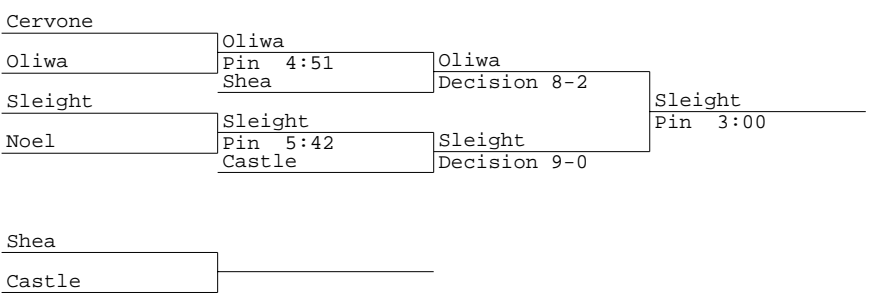 Cervone
Oliwa
Oliwa
Pin 4:51
Oliwa
Shea
Decision 8-2
Sleight
Sleight
Sleight
Pin 3:00
Noel
Pin 5:42
Sleight
Castle
Decision 9-0
Shea
Castle